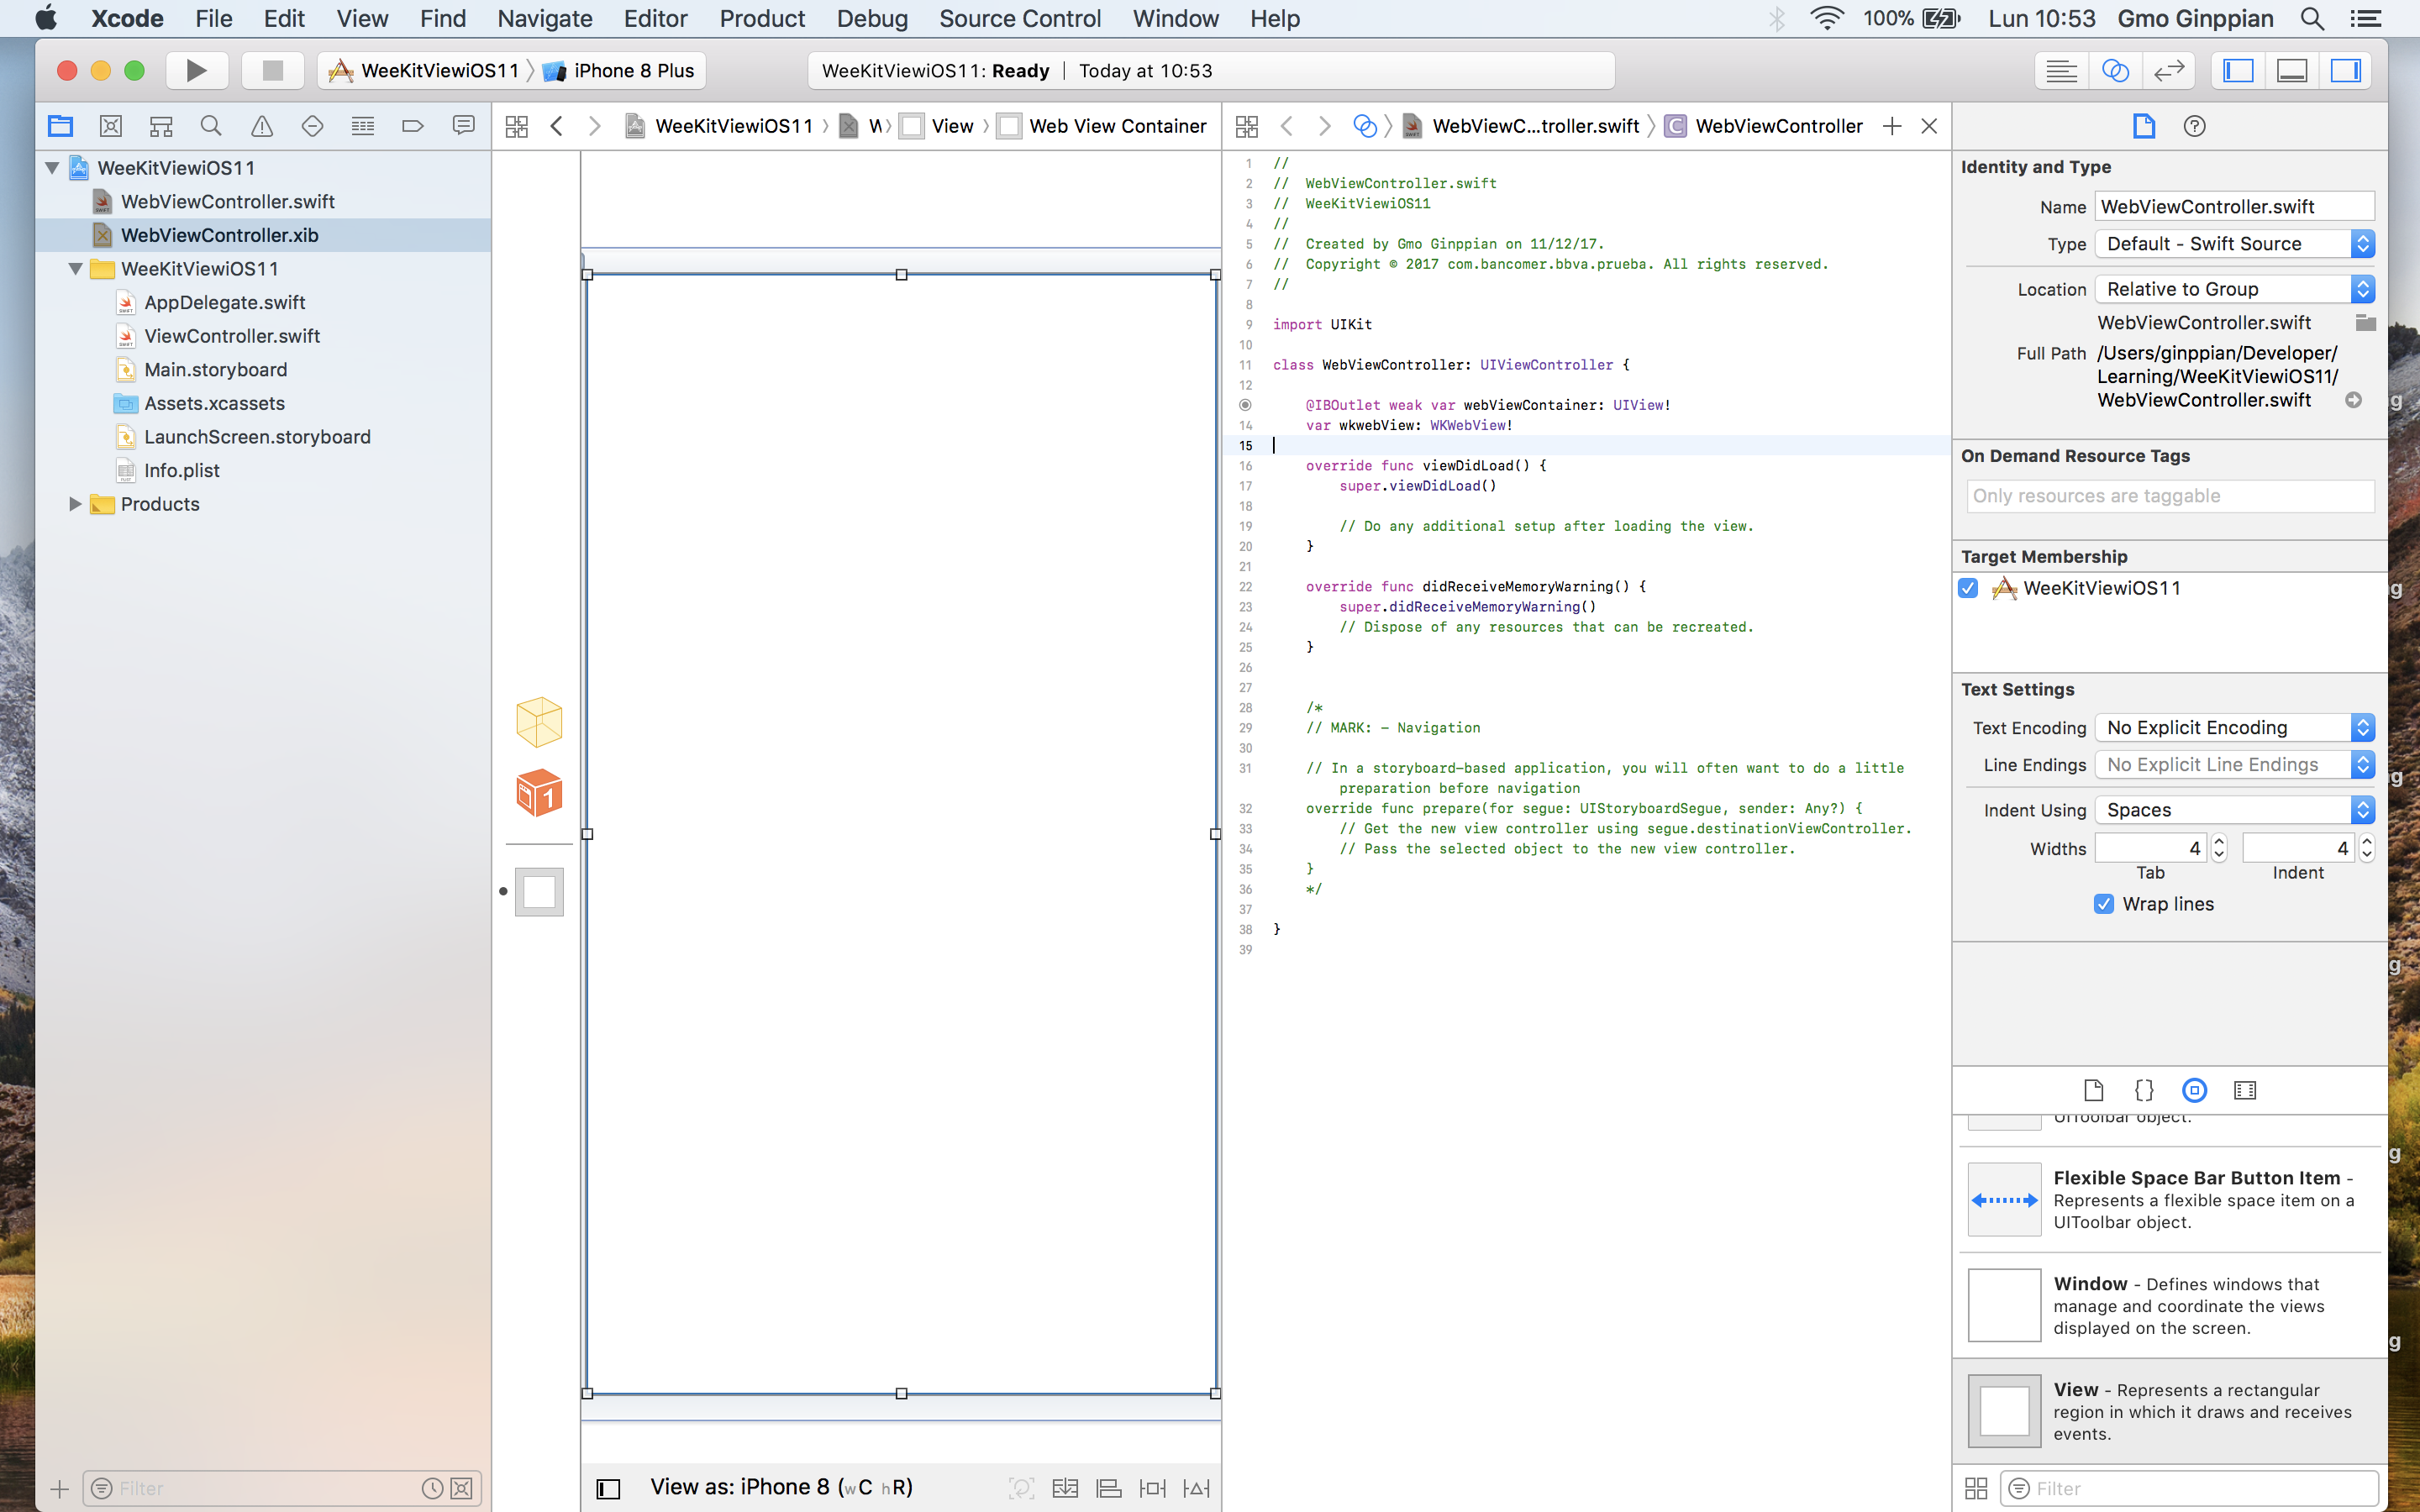 Xcode File Edit View Find Navigate Editor Product Debug Source Control Window Help 100% Lun 10:53 Gmo Ginppian
WeeKitViewiOS11 iPhone 8 Plus WeeKitViewiOS11: Ready | Today at 10:53
WeeKitViewiOS11
WebViewController.swift
WebViewController.xib
WeeKitViewiOS11
AppDelegate.swift
ViewController.swift
Main.storyboard
Assets.xcassets
LaunchScreen.storyboard
Info.plist
Products
Filter
WeeKitViewiOS11 View Web View Container
1
View as: iPhone 8 (wC hR)
WebViewC...troller.swift C WebViewController
1 //
2 //  WebViewController.swift
3 //  WeeKitViewiOS11
4 //
5 //  Created by Gmo Ginppian on 11/12/17.
6 //  Copyright © 2017 com.bancomer.bbva.prueba. All rights reserved.
7 //
8
9 import UIKit
10
11 class WebViewController: UIViewController {
12
@IBOutlet weak var webViewContainer: UIView!
14 var wkwebView: WKWebView!
15
16 override func viewDidLoad() {
17 super.viewDidLoad()
18
19 // Do any additional setup after loading the view.
20 }
21
22 override func didReceiveMemoryWarning() {
23 super.didReceiveMemoryWarning()
24 // Dispose of any resources that can be recreated.
25 }
26
27
28 /*
29 // MARK: - Navigation
30
31 // In a storyboard-based application, you will often want to do a little
preparation before navigation
32 override func prepare(for segue: UIStoryboardSegue, sender: Any?) {
33 // Get the new view controller using segue.destinationViewController.
34 // Pass the selected object to the new view controller.
35 }
36 */
37
38 }
39
Identity and Type
Name WebViewController.swift
Type Default - Swift Source
Location Relative to Group
WebViewController.swift
Full Path /Users/ginppian/Developer/
Learning/WeeKitViewiOS11/
WebViewController.swift
On Demand Resource Tags
Only resources are taggable
Target Membership
WeeKitViewiOS11
Text Settings
Text Encoding No Explicit Encoding
Line Endings No Explicit Line Endings
Indent Using Spaces
Widths 4 4
Tab Indent
Wrap lines
UIToolbar object.
Flexible Space Bar Button Item -
Represents a flexible space item on a
UIToolbar object.
Window - Defines windows that
manage and coordinate the views
displayed on the screen.
View - Represents a rectangular
region in which it draws and receives
events.
Filter
g
g
g
g
g
g